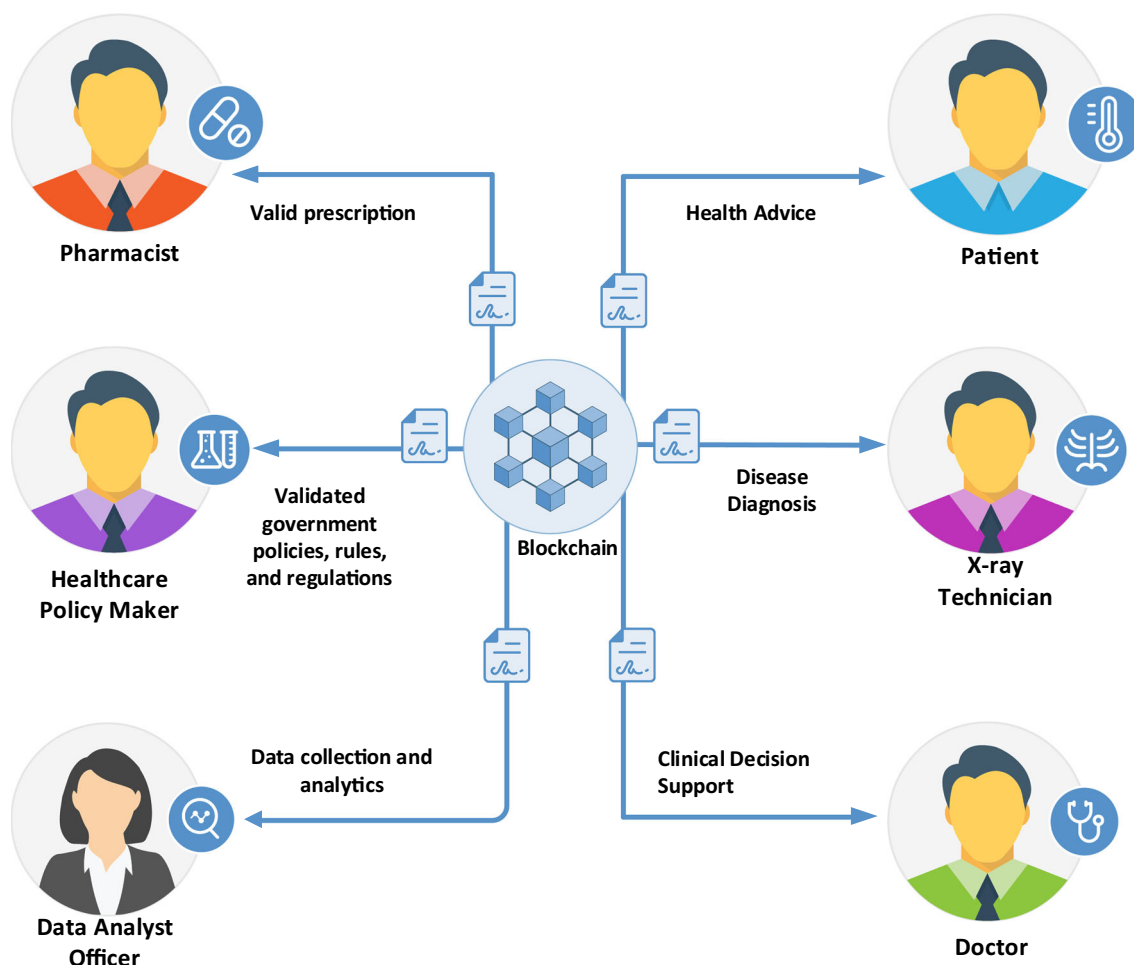 Valid prescription
Pharmacist
Health Advice
Patient
Validated
government
policies, rules,
and regulations
Healthcare
Policy Maker
Blockchain
Disease
Diagnosis
X-ray
Technician
Data collection and
analytics
Data Analyst
Officer
Clinical Decision
Support
Doctor